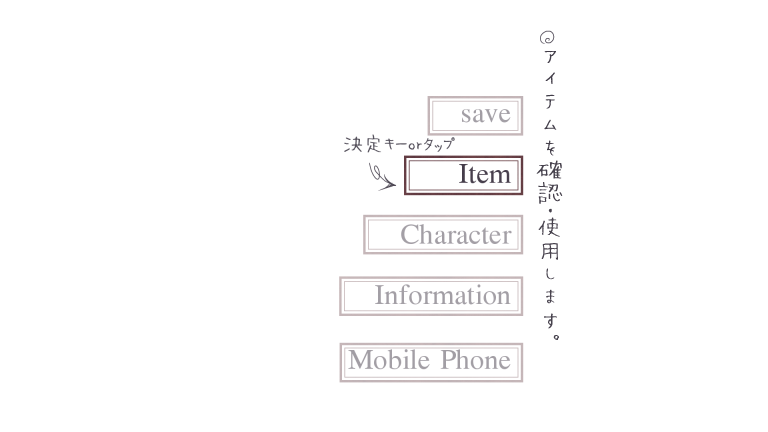 save
決定キーorタップ
Item
Character
Information
Mobile Phone
アイテムを確認・使用します。